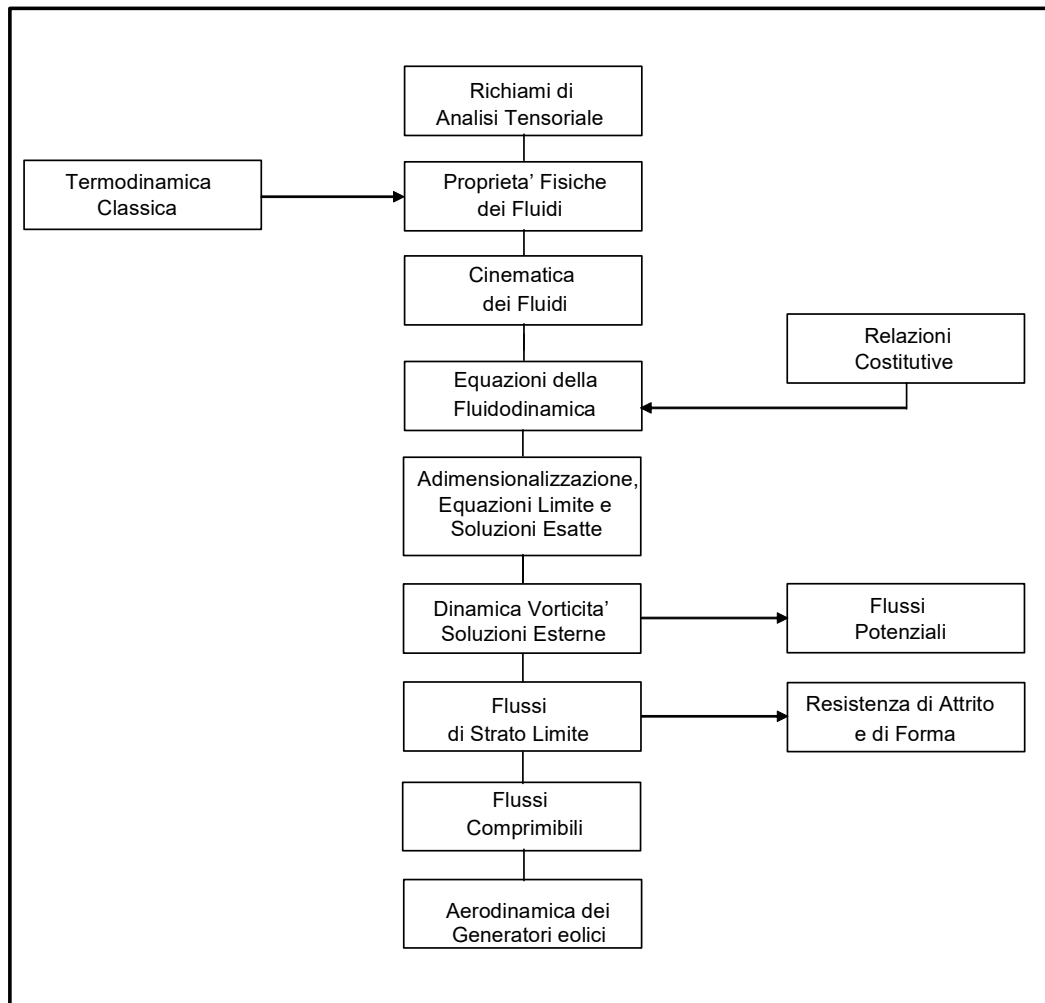 Richiami di
Analisi Tensoriale
Termodinamica
Classica
Proprieta’ Fisiche
dei Fluidi
Cinematica
dei Fluidi
Relazioni
Costitutive
Equazioni della
Fluidodinamica
Adimensionalizzazione,
Equazioni Limite e
Soluzioni Esatte
Dinamica Vorticita’
Soluzioni Esterne
Flussi
Potenziali
Flussi
di Strato Limite
Resistenza di Attrito
e di Forma
Flussi
Comprimibili
Aerodinamica dei
Generatori eolici